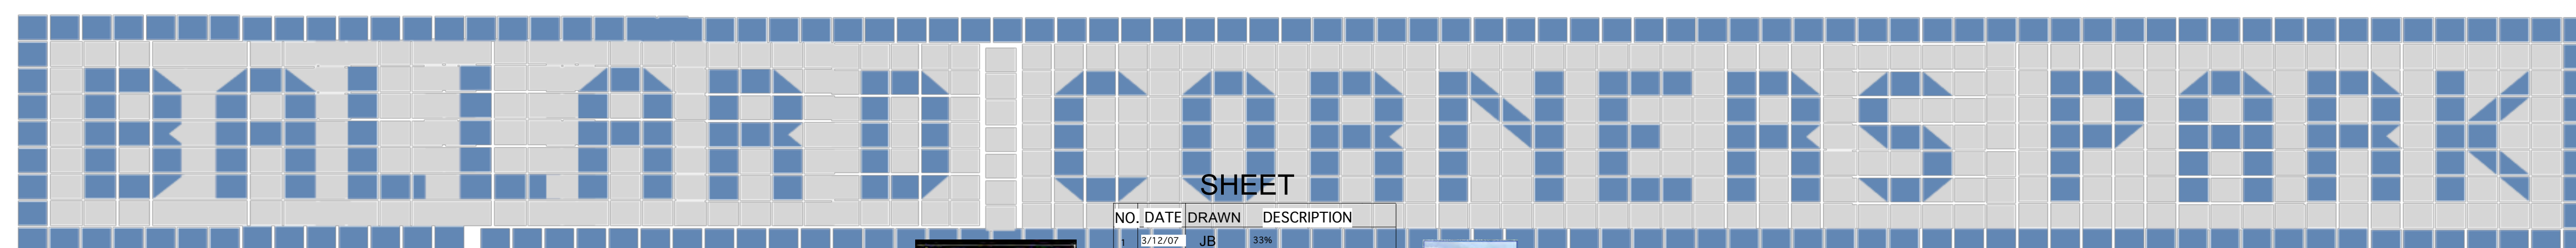 BALLARD CORNERS PARK
SHEET
NO. DATE DRAWN DESCRIPTION
1 3/12/07 JB 33%